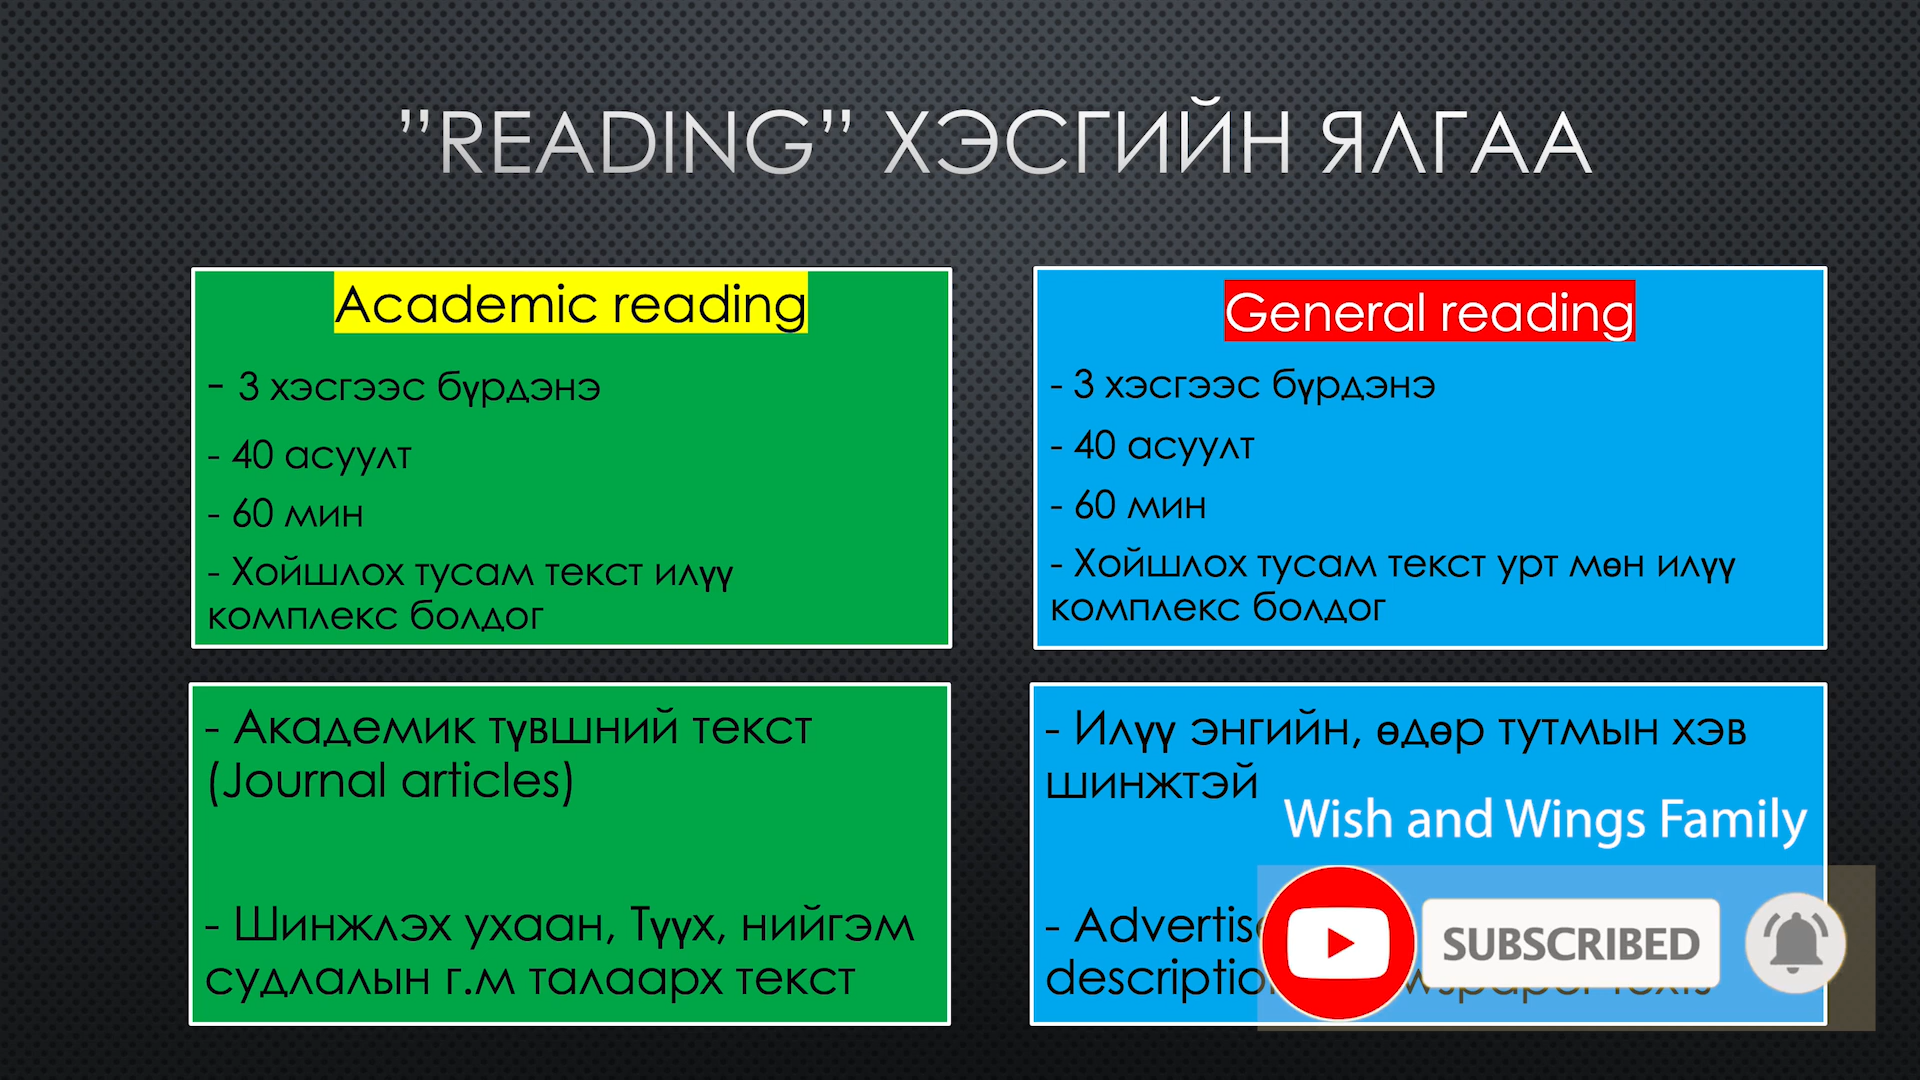 ”READING” ХЭСГИЙН ЯЛГАА
Academic reading
- 3 хэсгээс бүрдэнэ
- 40 асуулт
- 60 мин
- Хойшлох тусам текст илүү
комплекс болдог
General reading
- 3 хэсгээс бүрдэнэ
- 40 асуулт
- 60 мин
- Хойшлох тусам текст урт мөн илүү
комплекс болдог
- Академик түвшний текст
(Journal articles)
- Шинжлэх ухаан, Түүх, нийгэм
судлалын г.м талаарх текст
- Илүү энгийн, өдөр тутмын хэв
шинжтэй
Wish and Wings Family
SUBSCRIBED